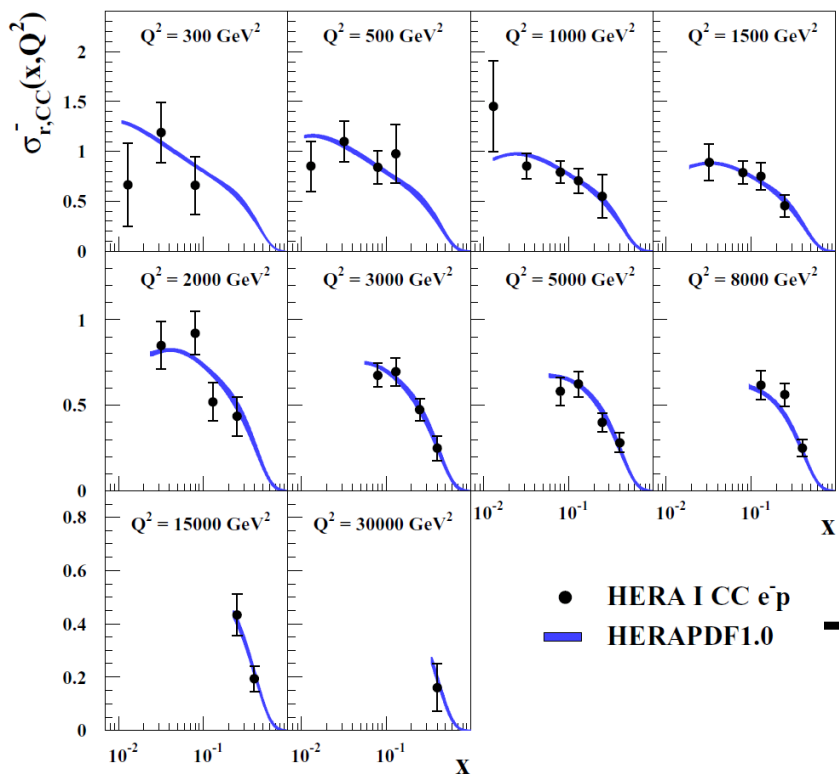 σ⁻r,CC(x,Q²)
Q² = 300 GeV²
Q² = 500 GeV²
Q² = 1000 GeV²
Q² = 1500 GeV²
2
1.5
1
0.5
0
Q² = 2000 GeV²
Q² = 3000 GeV²
Q² = 5000 GeV²
Q² = 8000 GeV²
1
0.5
0
10⁻² 10⁻¹ 10⁻² 10⁻¹ x
Q² = 15000 GeV²
Q² = 30000 GeV²
0.8
0.6
0.4
0.2
0
HERA I CC e⁻p
HERAPDF1.0
10⁻² 10⁻¹ 10⁻² 10⁻¹ x